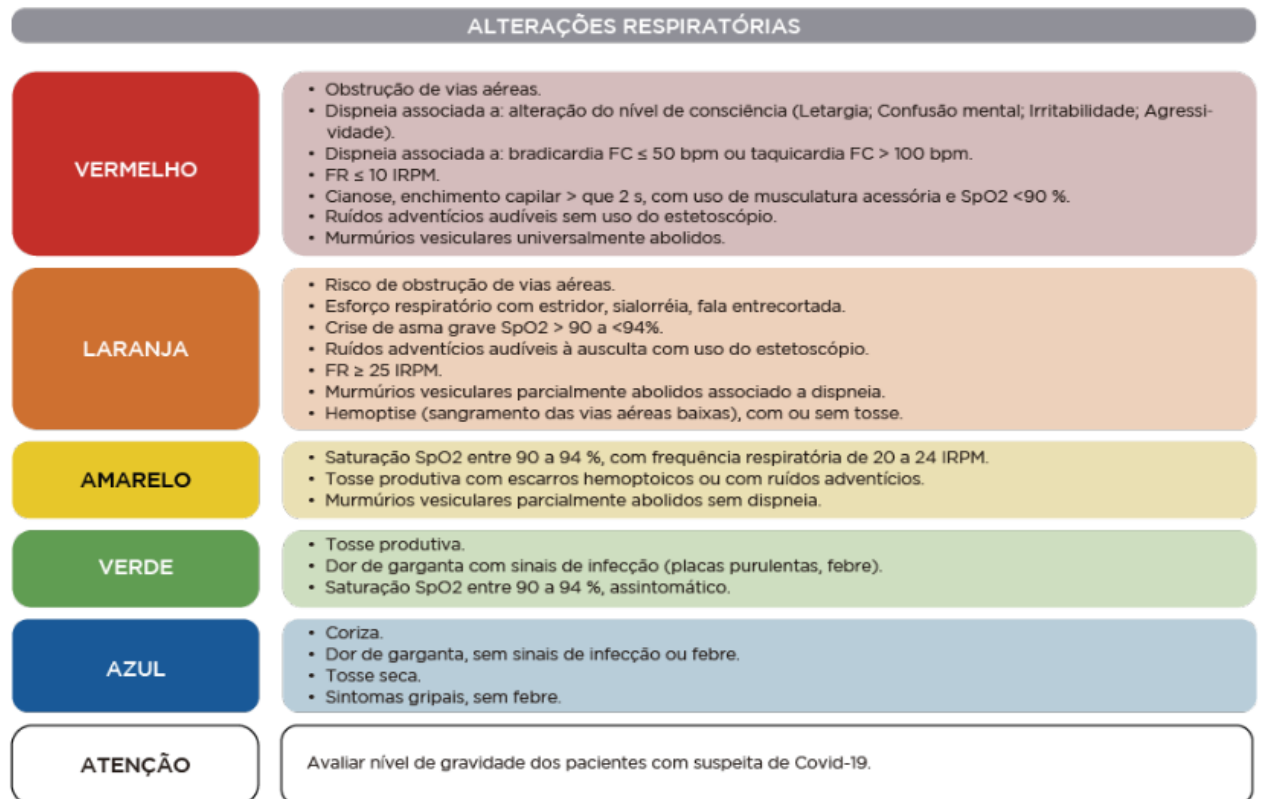 ALTERAÇÕES RESPIRATÓRIAS
VERMELHO
• Obstrução de vias aéreas.
• Dispneia associada a: alteração do nível de consciência (Letargia; Confusão mental; Irritabilidade; Agressi-
vidade).
• Dispneia associada a: bradicardia FC ≤ 50 bpm ou taquicardia FC > 100 bpm.
• FR ≤ 10 IRPM.
• Cianose, enchimento capilar > que 2 s, com uso de musculatura acessória e SpO2 <90 %.
• Ruídos adventícios audíveis sem uso do estetoscópio.
• Murmúrios vesiculares universalmente abolidos.
LARANJA
• Risco de obstrução de vias aéreas.
• Esforço respiratório com estridor, sialorréia, fala entrecortada.
• Crise de asma grave SpO2 > 90 a <94%.
• Ruídos adventícios audíveis à ausculta com uso do estetoscópio.
• FR ≥ 25 IRPM.
• Murmúrios vesiculares parcialmente abolidos associado a dispneia.
• Hemoptise (sangramento das vias aéreas baixas), com ou sem tosse.
AMARELO
• Saturação SpO2 entre 90 a 94 %, com frequência respiratória de 20 a 24 IRPM.
• Tosse produtiva com escarros hemoptoicos ou com ruídos adventícios.
• Murmúrios vesiculares parcialmente abolidos sem dispneia.
VERDE
• Tosse produtiva.
• Dor de garganta com sinais de infecção (placas purulentas, febre).
• Saturação SpO2 entre 90 a 94 %, assintomático.
AZUL
• Coriza.
• Dor de garganta, sem sinais de infecção ou febre.
• Tosse seca.
• Sintomas gripais, sem febre.
ATENÇÃO
Avaliar nível de gravidade dos pacientes com suspeita de Covid-19.